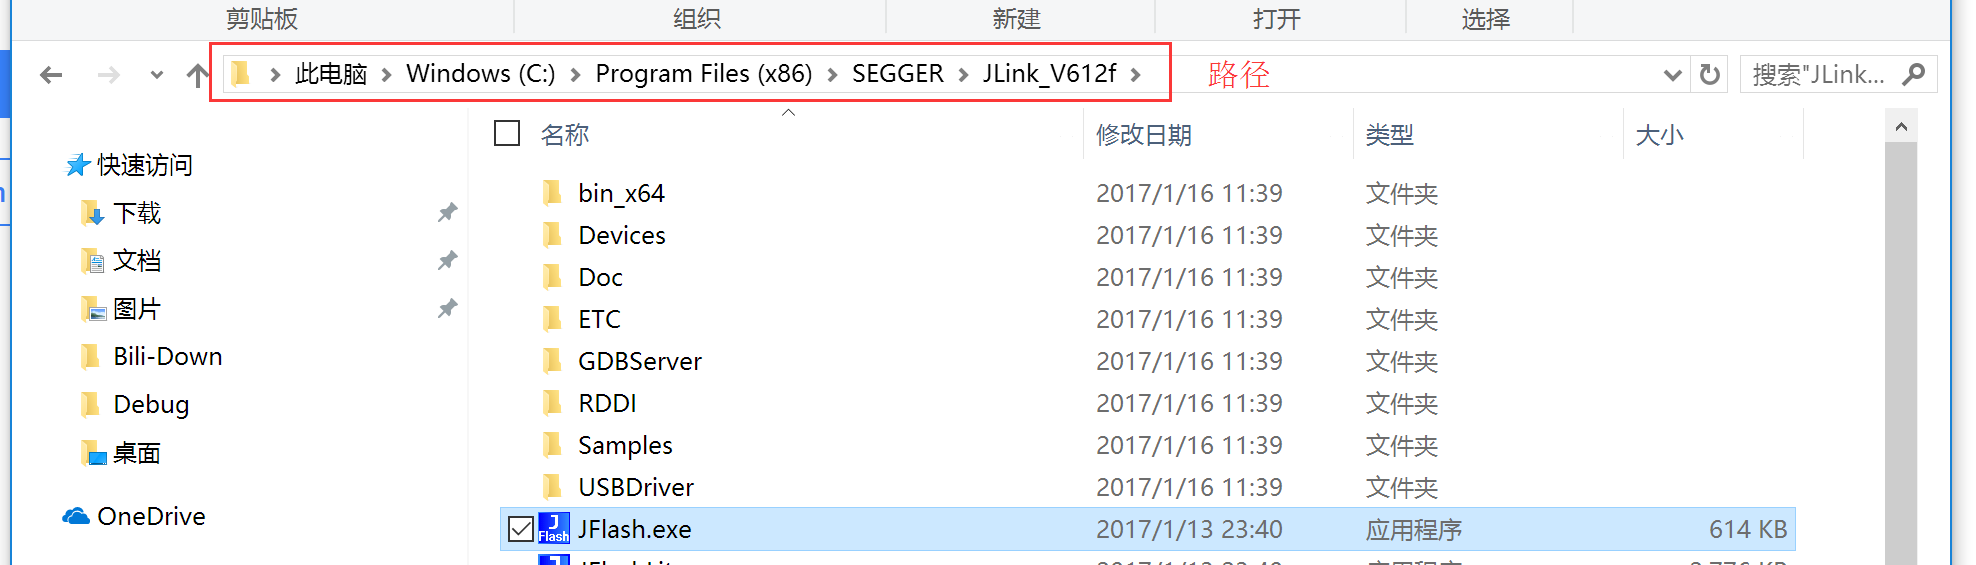 剪贴板 组织 新建 打开 选择
此电脑 Windows (C:) Program Files (x86) SEGGER JLink_V612f 路径 搜索"JLink...
名称 修改日期 类型 大小
快速访问
下载
文档
图片
Bili-Down
Debug
桌面
OneDrive
bin_x64 2017/1/16 11:39 文件夹
Devices 2017/1/16 11:39 文件夹
Doc 2017/1/16 11:39 文件夹
ETC 2017/1/16 11:39 文件夹
GDBServer 2017/1/16 11:39 文件夹
RDDI 2017/1/16 11:39 文件夹
Samples 2017/1/16 11:39 文件夹
USBDriver 2017/1/16 11:39 文件夹
J Flash JFlash.exe 2017/1/13 23:40 应用程序 614 KB